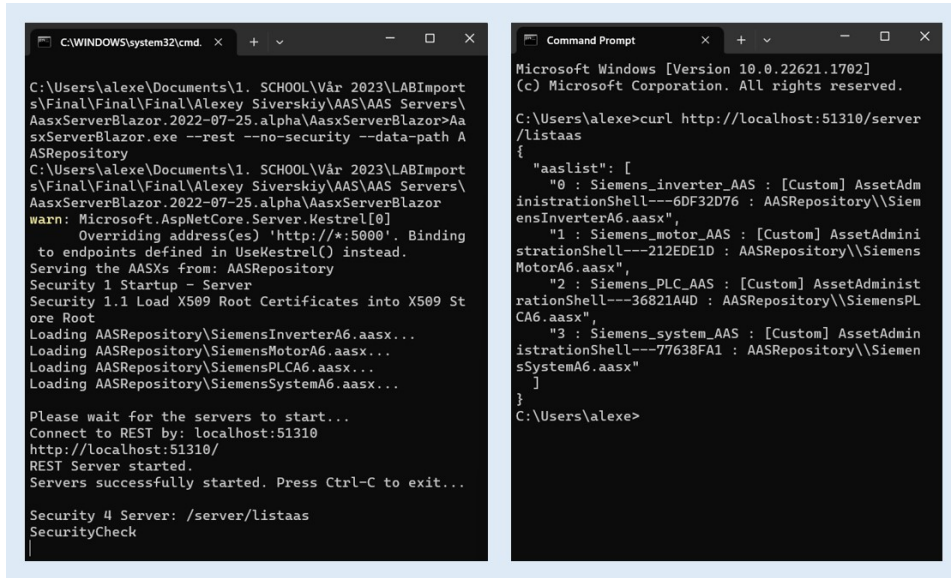 C:\WINDOWS\system32\cmd.
C:\Users\alexe\Documents\1. SCHOOL\Vår 2023\LABImport
s\Final\Final\Final\Alexey Siverskiy\AAS\AAS Servers\
AasxServerBlazor.2022-07-25.alpha\AasxServerBlazor>Aa
sxServerBlazor.exe --rest --no-security --data-path A
ASRepository
C:\Users\alexe\Documents\1. SCHOOL\Vår 2023\LABImport
s\Final\Final\Final\Alexey Siverskiy\AAS\AAS Servers\
AasxServerBlazor.2022-07-25.alpha\AasxServerBlazor
warn: Microsoft.AspNetCore.Server.Kestrel[0]
      Overriding address(es) 'http://*:5000'. Binding
 to endpoints defined in UseKestrel() instead.
Serving the AASXs from: AASRepository
Security 1 Startup - Server
Security 1.1 Load X509 Root Certificates into X509 St
ore Root
Loading AASRepository\SiemensInverterA6.aasx...
Loading AASRepository\SiemensMotorA6.aasx...
Loading AASRepository\SiemensPLCA6.aasx...
Loading AASRepository\SiemensSystemA6.aasx...
Please wait for the servers to start...
Connect to REST by: localhost:51310
http://localhost:51310/
REST Server started.
Servers successfully started. Press Ctrl-C to exit...
Security 4 Server: /server/listaas
SecurityCheck
Command Prompt
Microsoft Windows [Version 10.0.22621.1702]
(c) Microsoft Corporation. All rights reserved.
C:\Users\alexe>curl http://localhost:51310/server
/listaas
{
  "aaslist": [
    "0 : Siemens_inverter_AAS : [Custom] AssetAdm
inistrationShell---6DF32D76 : AASRepository\\Siem
ensInverterA6.aasx",
    "1 : Siemens_motor_AAS : [Custom] AssetAdmini
strationShell---212EDE1D : AASRepository\\Siemens
MotorA6.aasx",
    "2 : Siemens_PLC_AAS : [Custom] AssetAdminist
rationShell---36821A4D : AASRepository\\SiemensPL
CA6.aasx",
    "3 : Siemens_system_AAS : [Custom] AssetAdmin
istrationShell---77638FA1 : AASRepository\\Siemen
sSystemA6.aasx"
  ]
}
C:\Users\alexe>